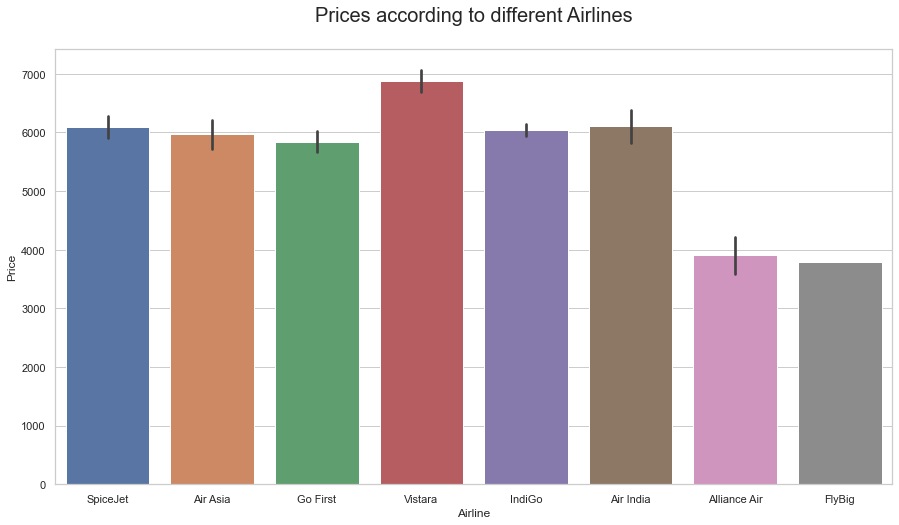 Prices according to different Airlines
7000
6000
5000
4000
3000
2000
1000
0
Price
SpiceJet
Air Asia
Go First
Vistara
IndiGo
Air India
Alliance Air
FlyBig
Airline